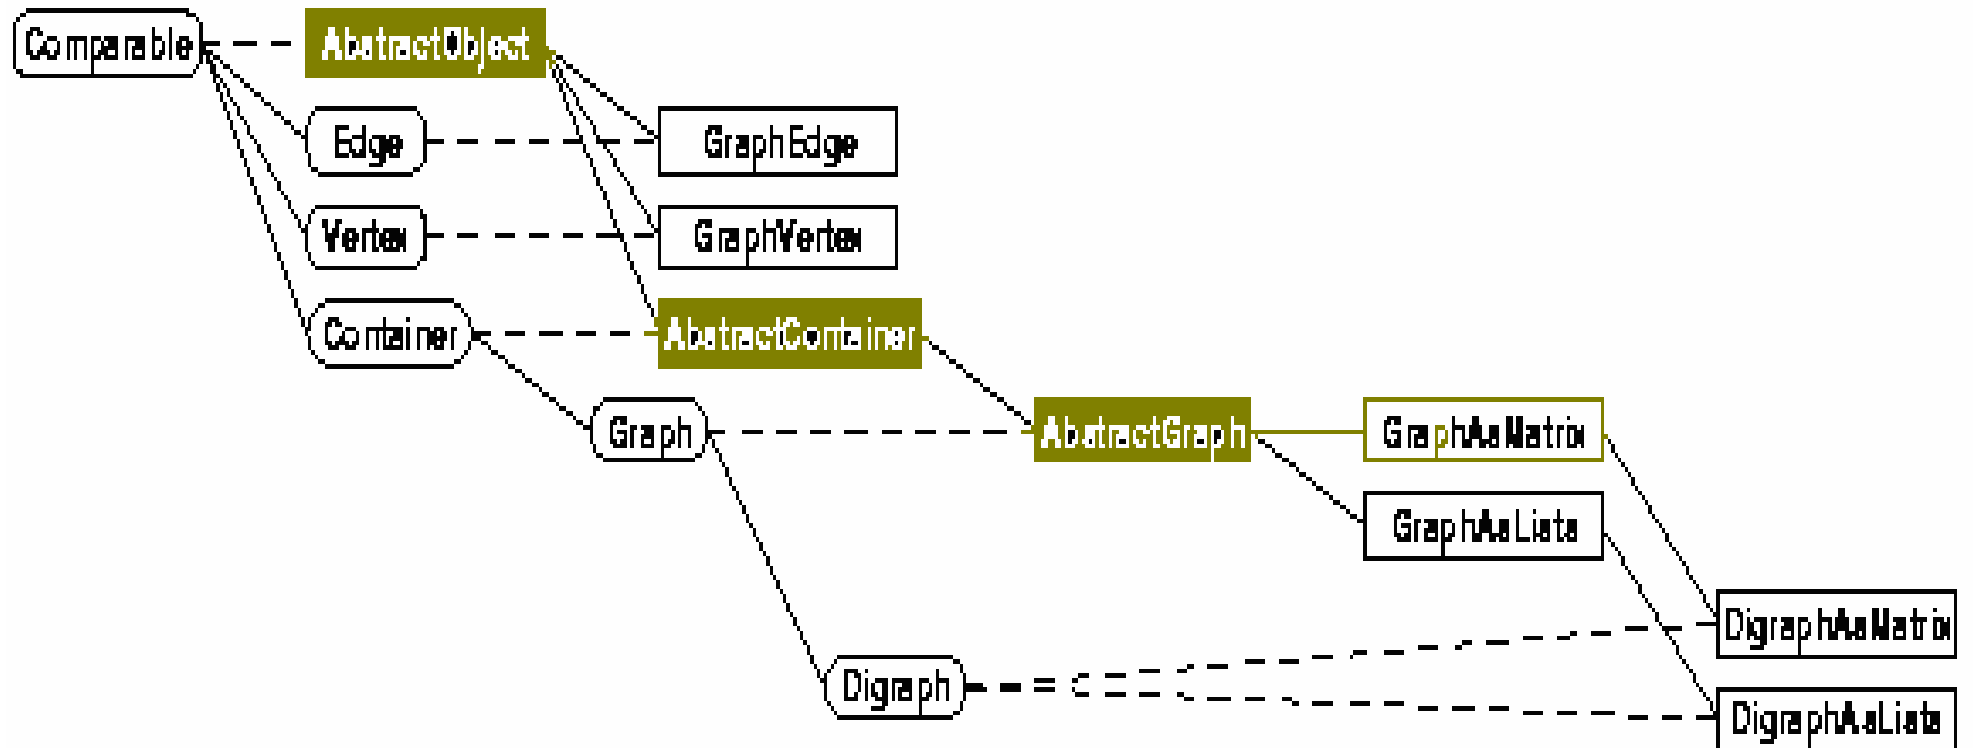 Comparable
AbstractObject
Edge
GraphEdge
Vertex
GraphVertex
Container
AbstractContainer
Graph
AbstractGraph
GraphAsMatrix
GraphAsLists
DigraphAsMatrix
Digraph
DigraphAsLists